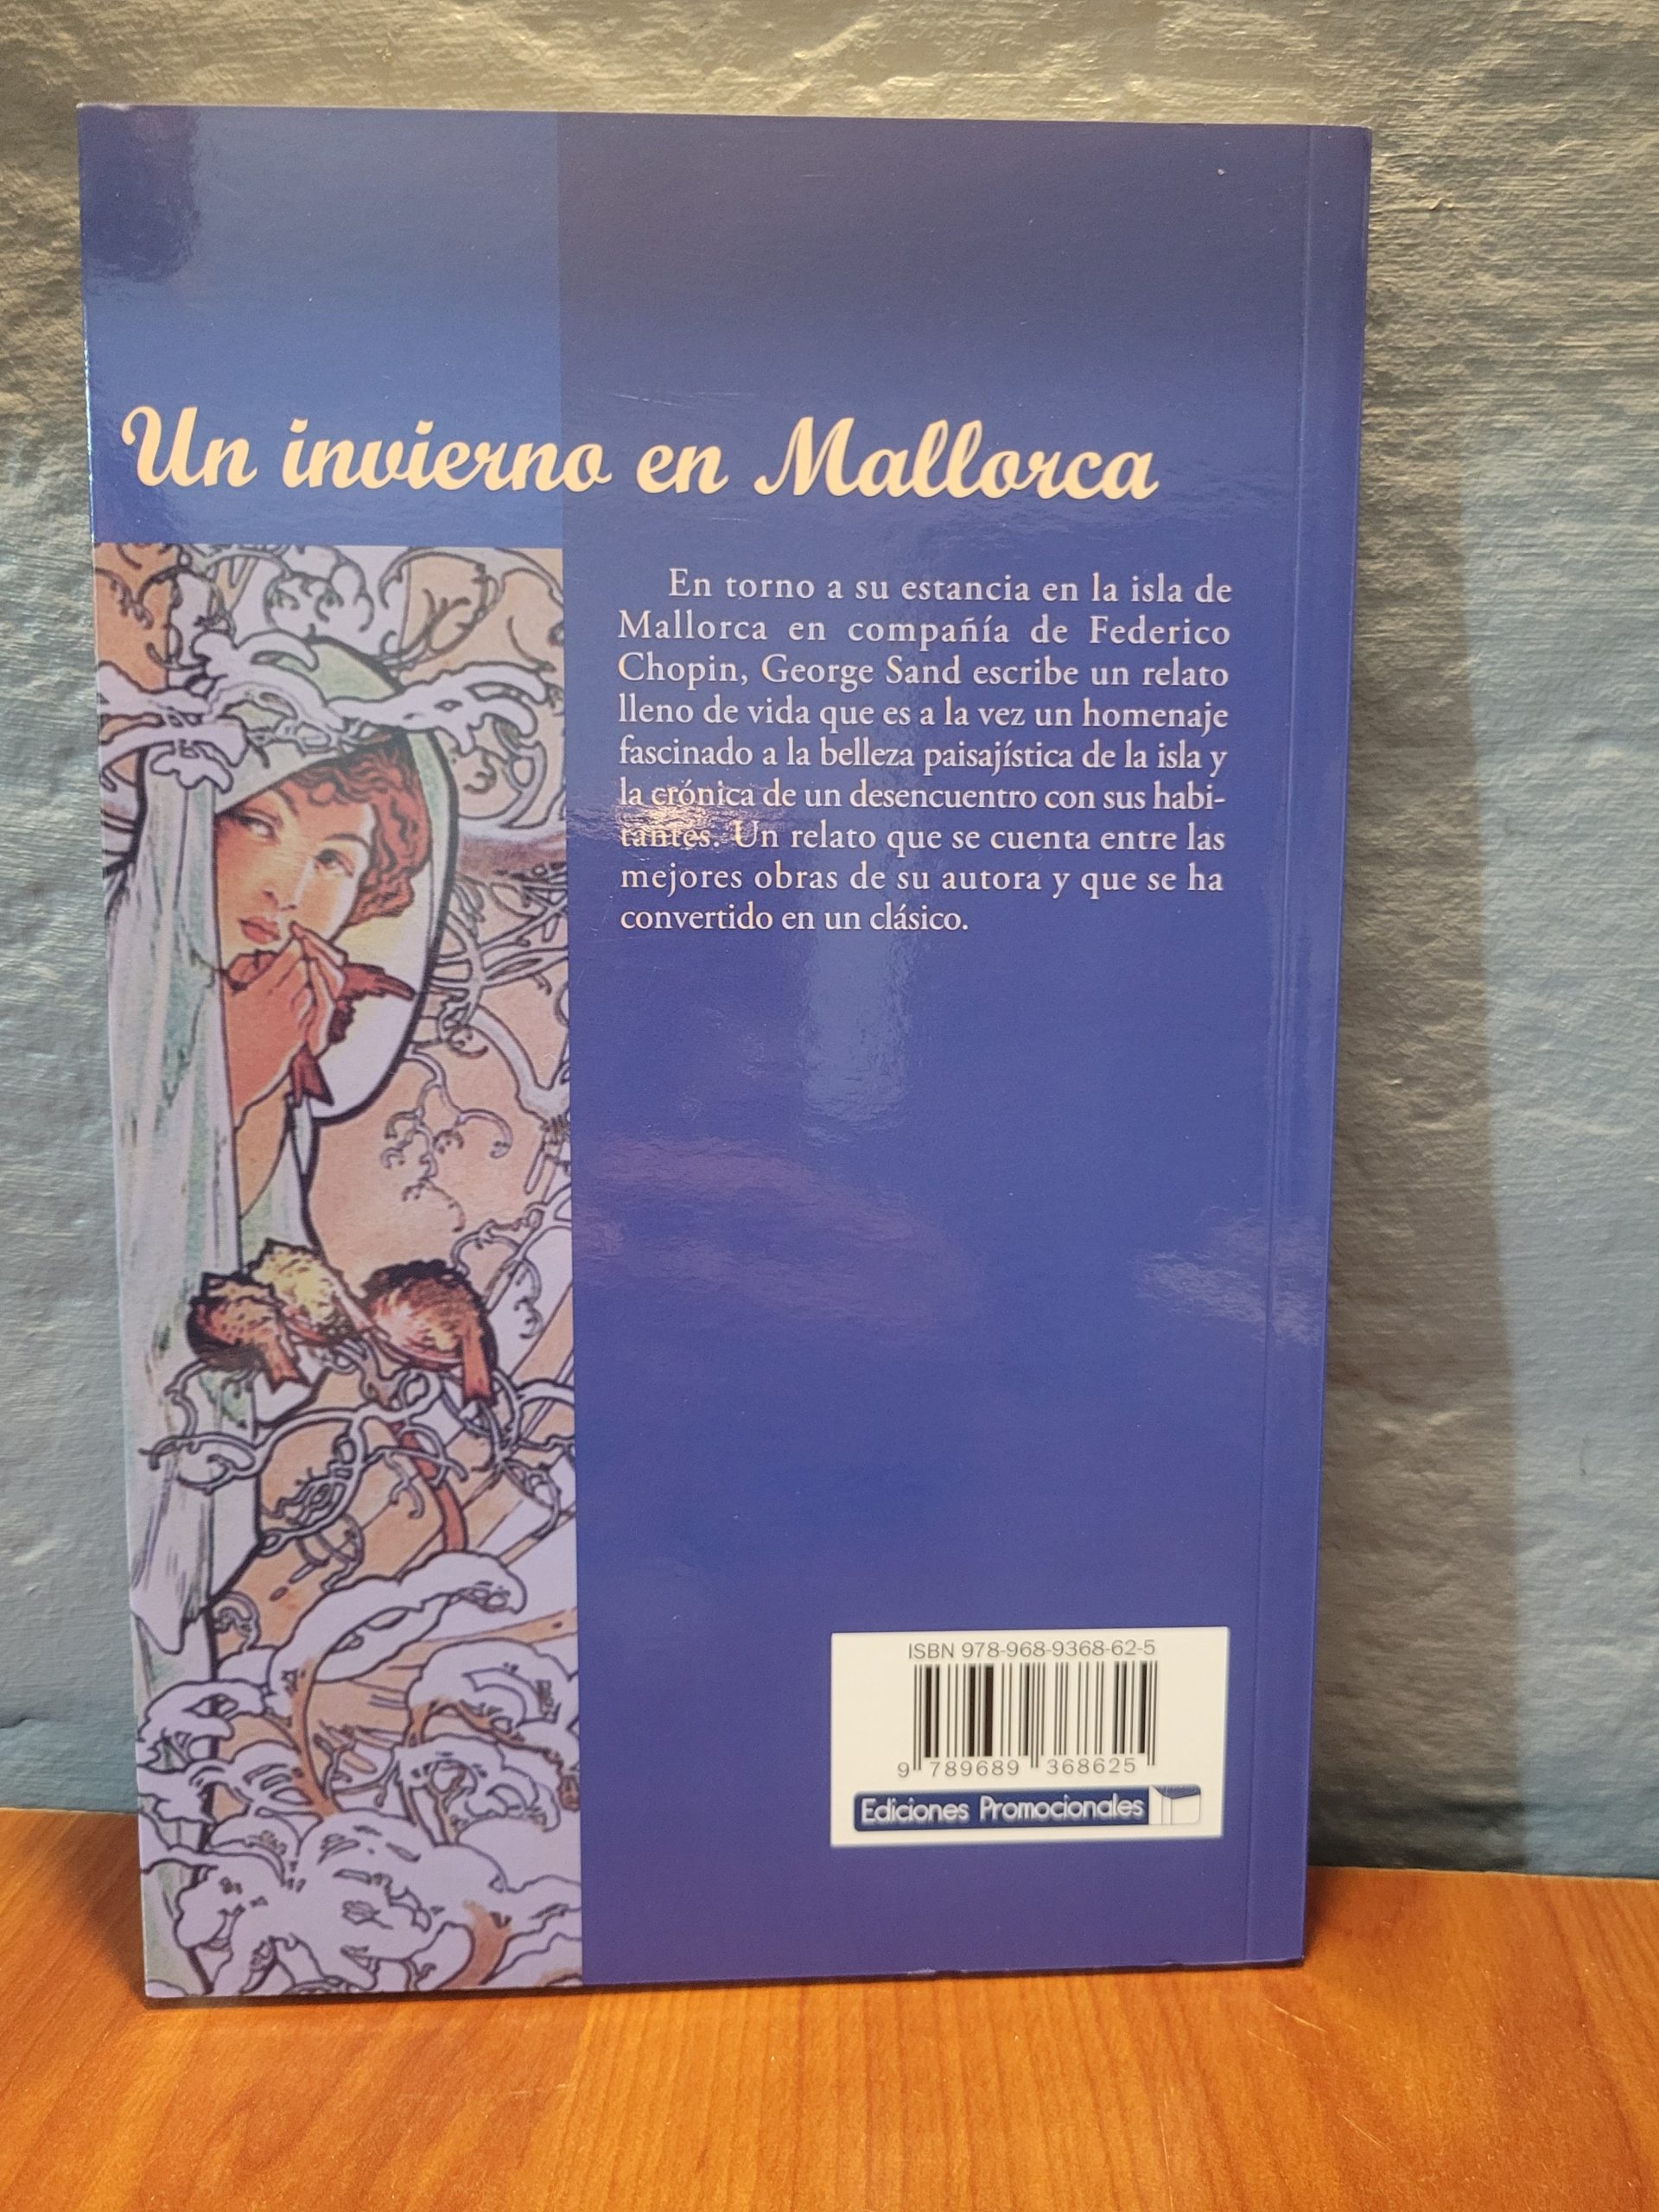 Un invierno en Mallorca
En torno a su estancia en la isla de
Mallorca en compañía de Federico
Chopin, George Sand escribe un relato
lleno de vida que es a la vez un homenaje
fascinado a la belleza paisajística de la isla y
la crónica de un desencuentro con sus habi-
tantes. Un relato que se cuenta entre las
mejores obras de su autora y que se ha
convertido en un clásico.
ISBN 978-968-9368-62-5
9 789689 368625
Ediciones Promocionales